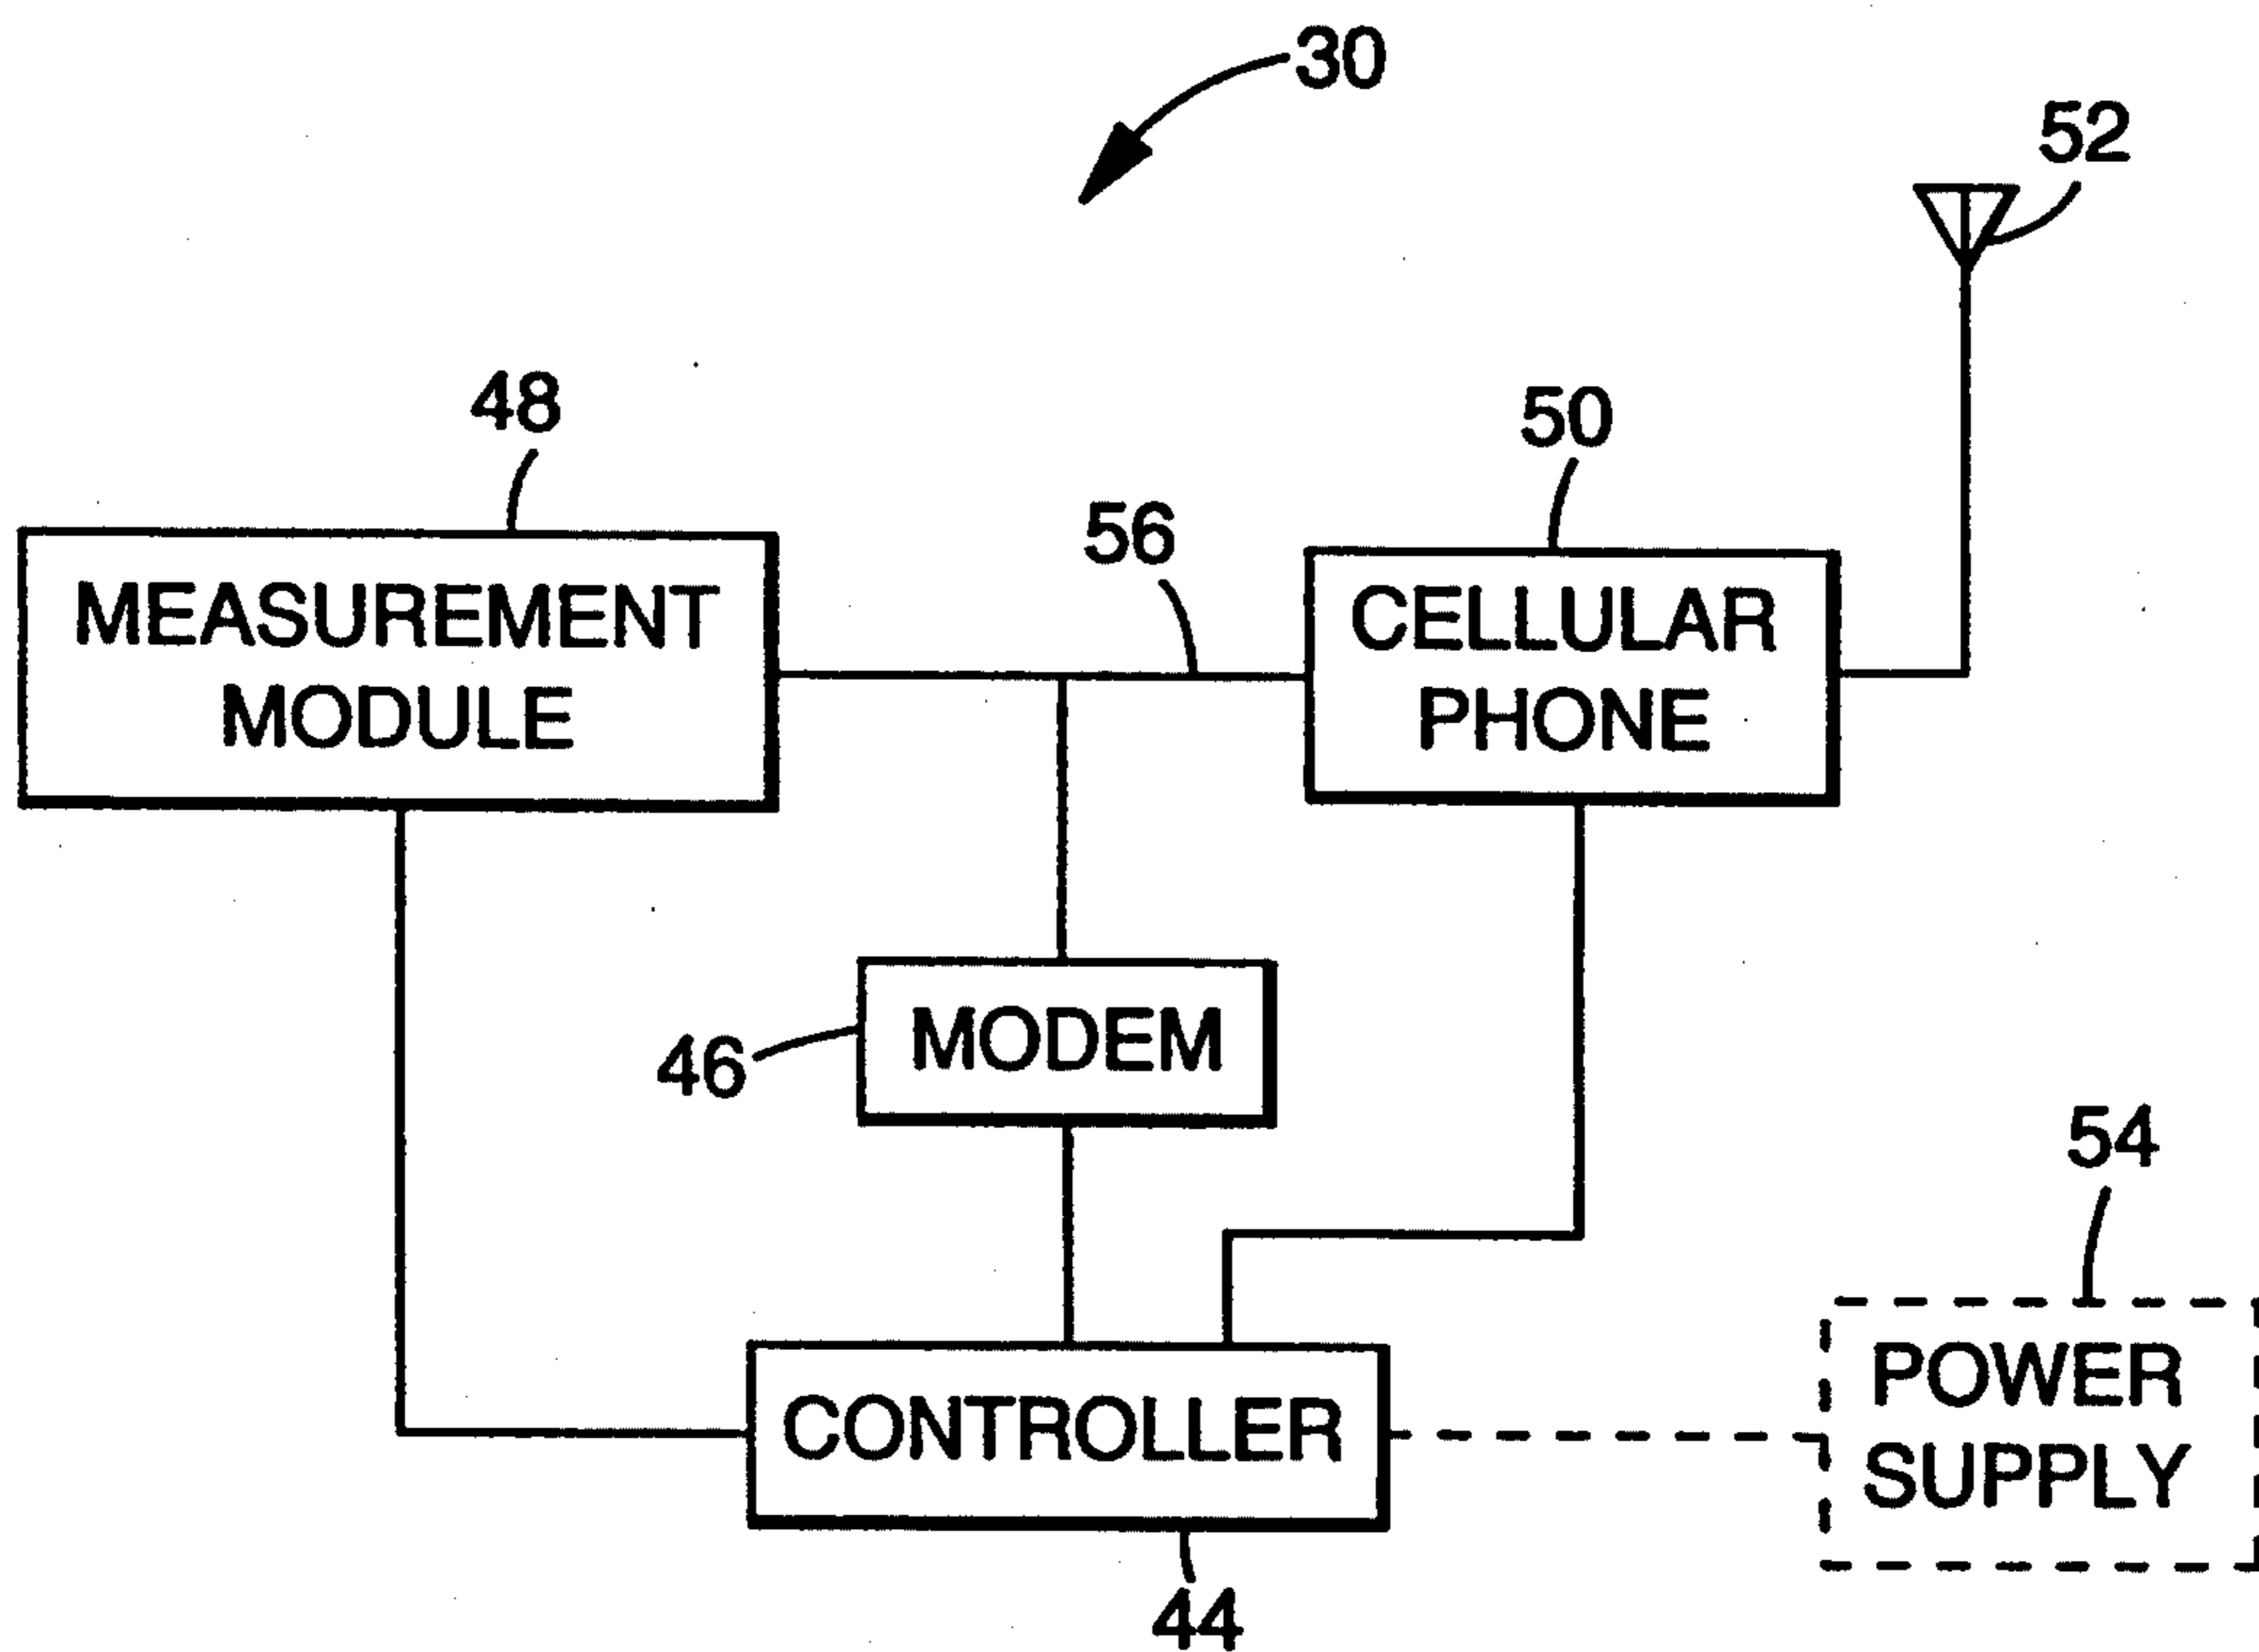 30
52
48
50
56
MEASUREMENT
MODULE
CELLULAR
PHONE
46
MODEM
54
POWER
SUPPLY
CONTROLLER
44